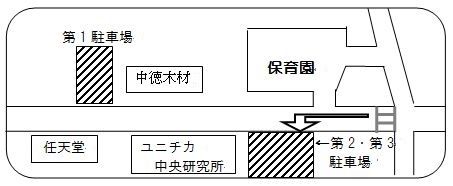 第１駐車場
中徳木材
保育園
任天堂
ユニチカ
中央研究所
←第２・第３
駐車場